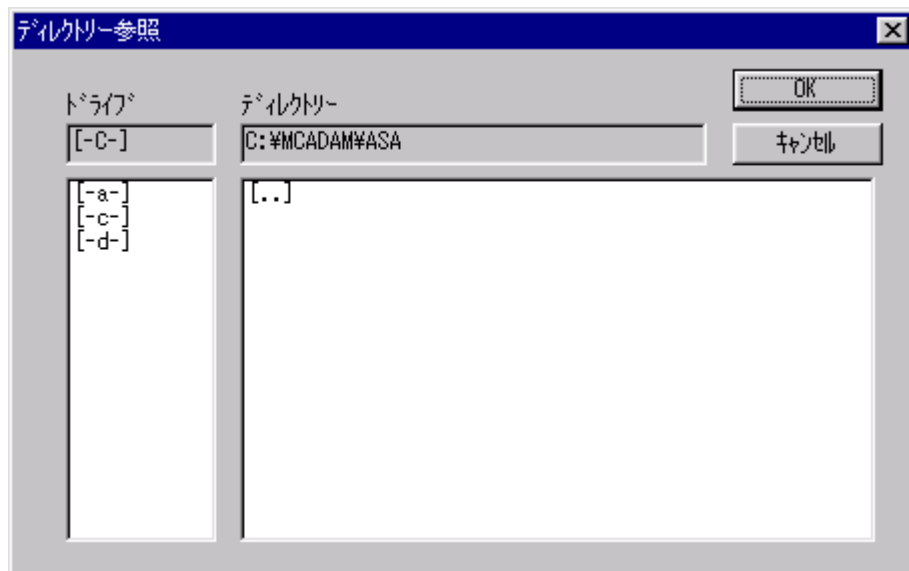 ディレクトリー参照
ドライブ
ディレクトリー
OK
[-C-]
C:¥MCADAM¥ASA
キャンセル
[-a-]
[-c-]
[-d-]
[..]